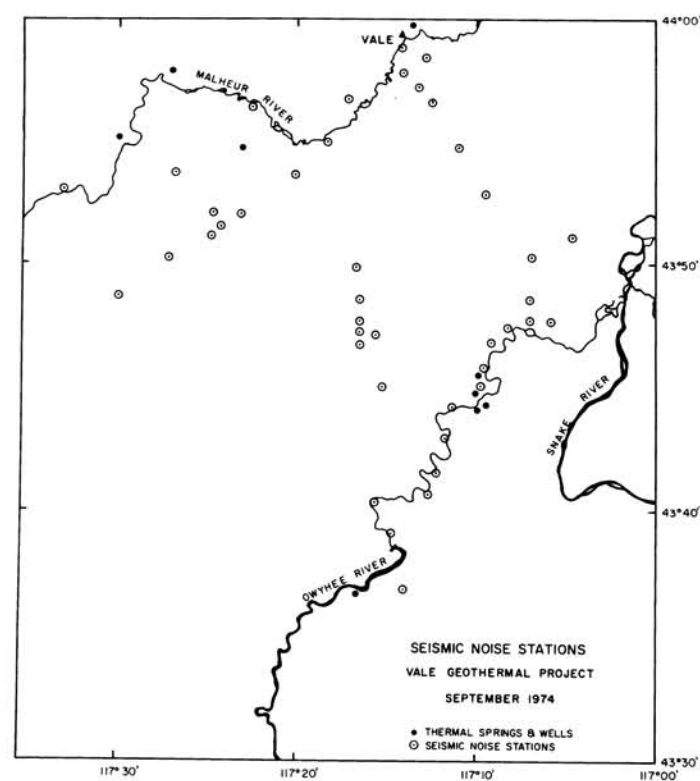 44°00'
VALE
MALHEUR RIVER
43°50'
SNAKE RIVER
43°40'
OWYHEE RIVER
SEISMIC NOISE STATIONS
VALE GEOTHERMAL PROJECT
SEPTEMBER 1974
THERMAL SPRINGS & WELLS
SEISMIC NOISE STATIONS
43°30'
117°30'
117°20'
117°10'
117°00'